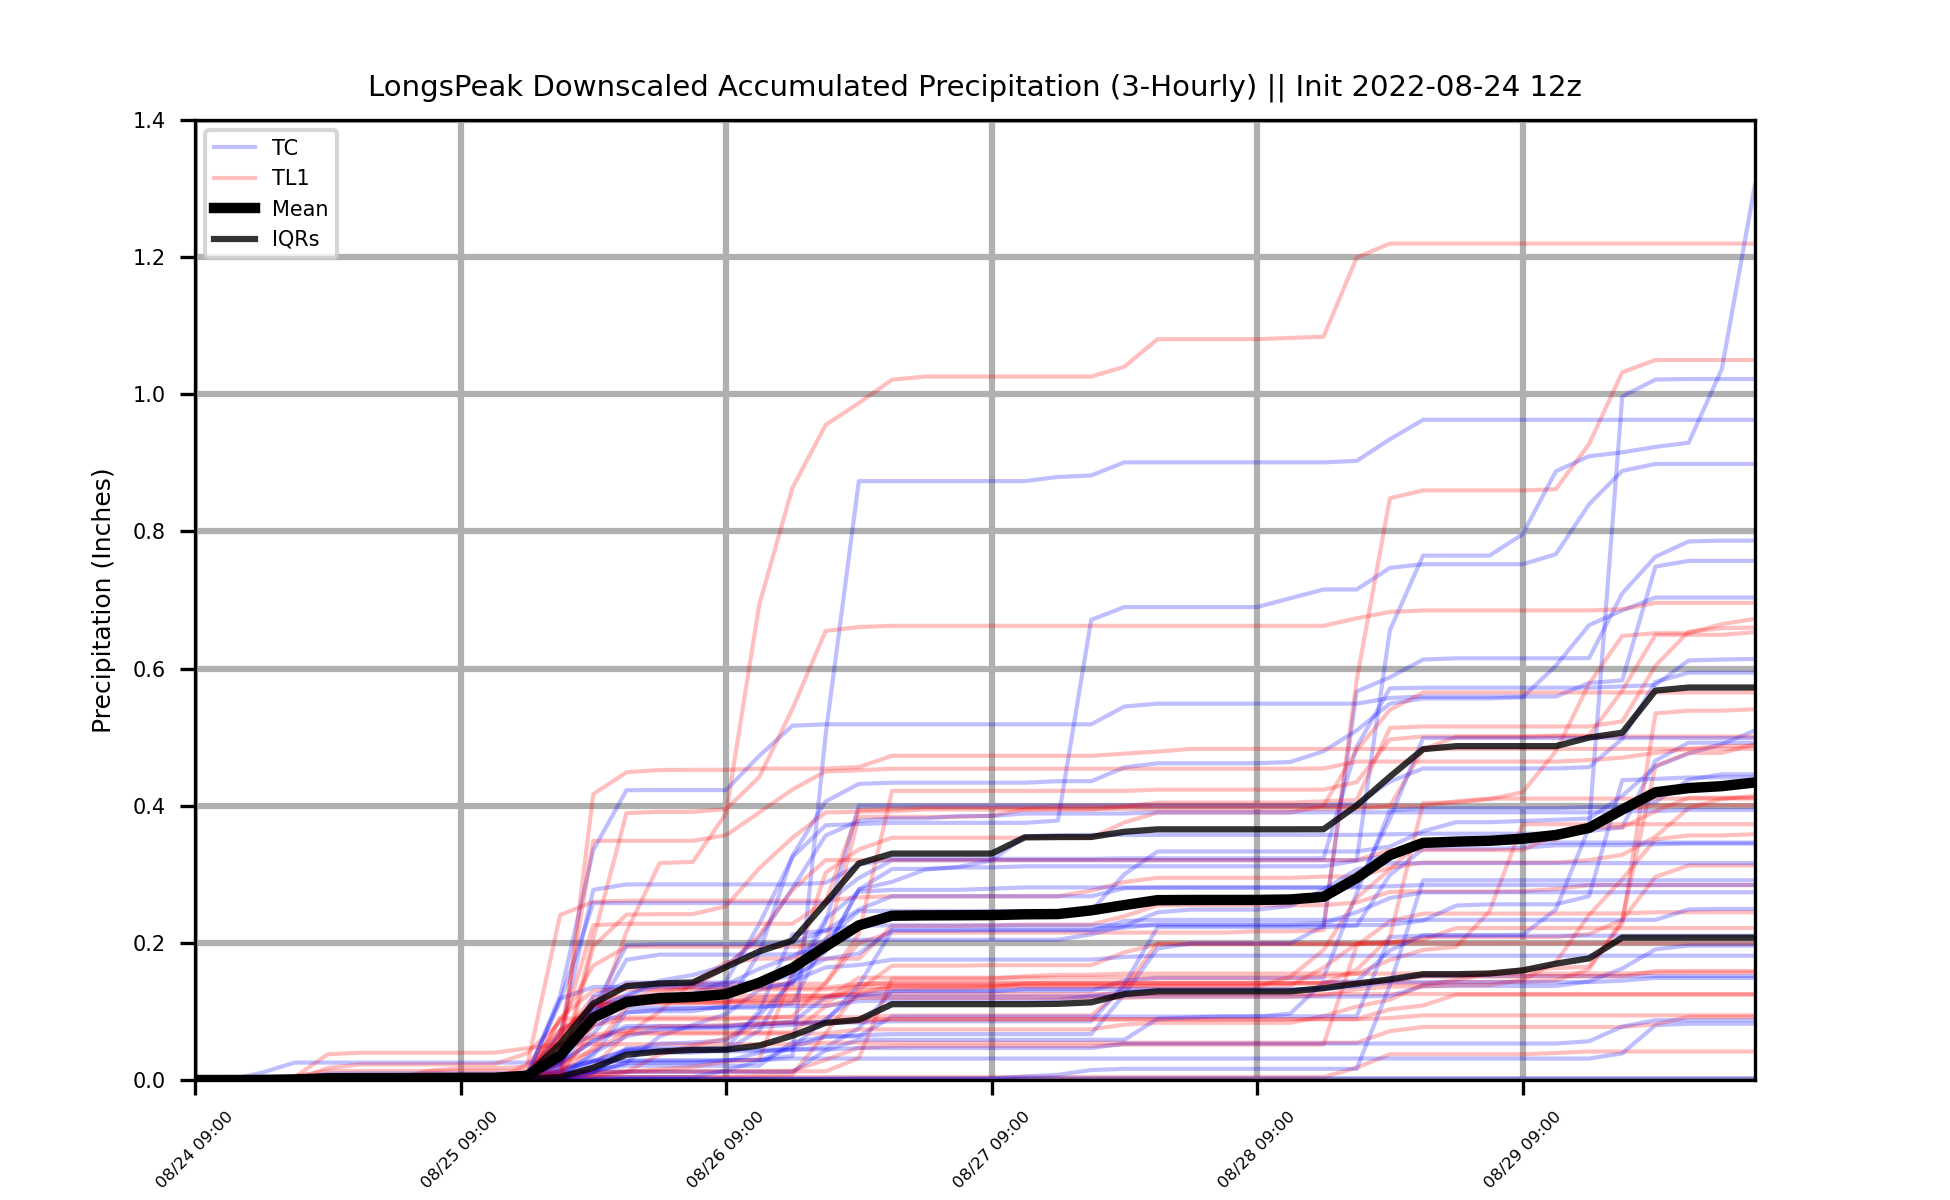 LongsPeak Downscaled Accumulated Precipitation (3-Hourly) || Init 2022-08-24 12z
Precipitation (Inches)
1.4
1.2
1.0
0.8
0.6
0.4
0.2
0.0
TC
TL1
Mean
IQRs
08/24 09:00
08/25 09:00
08/26 09:00
08/27 09:00
08/28 09:00
08/29 09:00